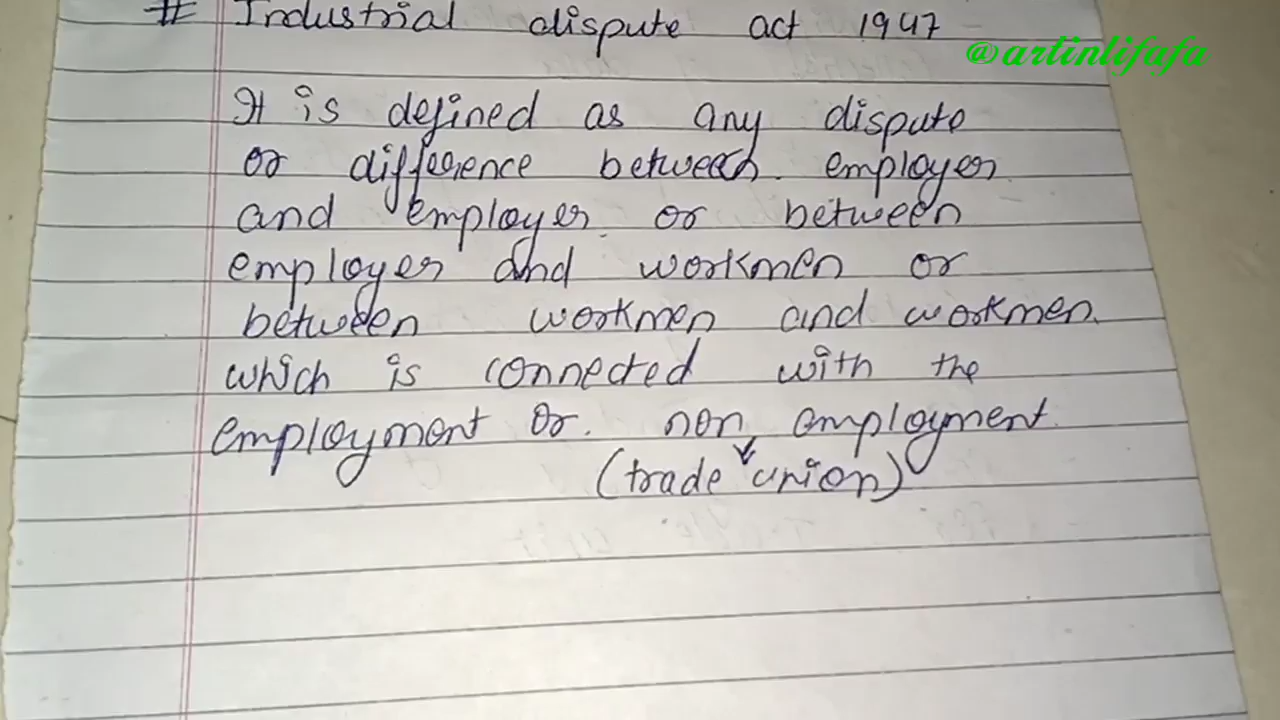 # Industrial dispute act 1947
@artinlifafa
It is defined as any dispute
or difference between employer
and employer or between
employer and workmen or
between workmen and workmen.
which is connected with the
employment or. non employment.
(trade union)